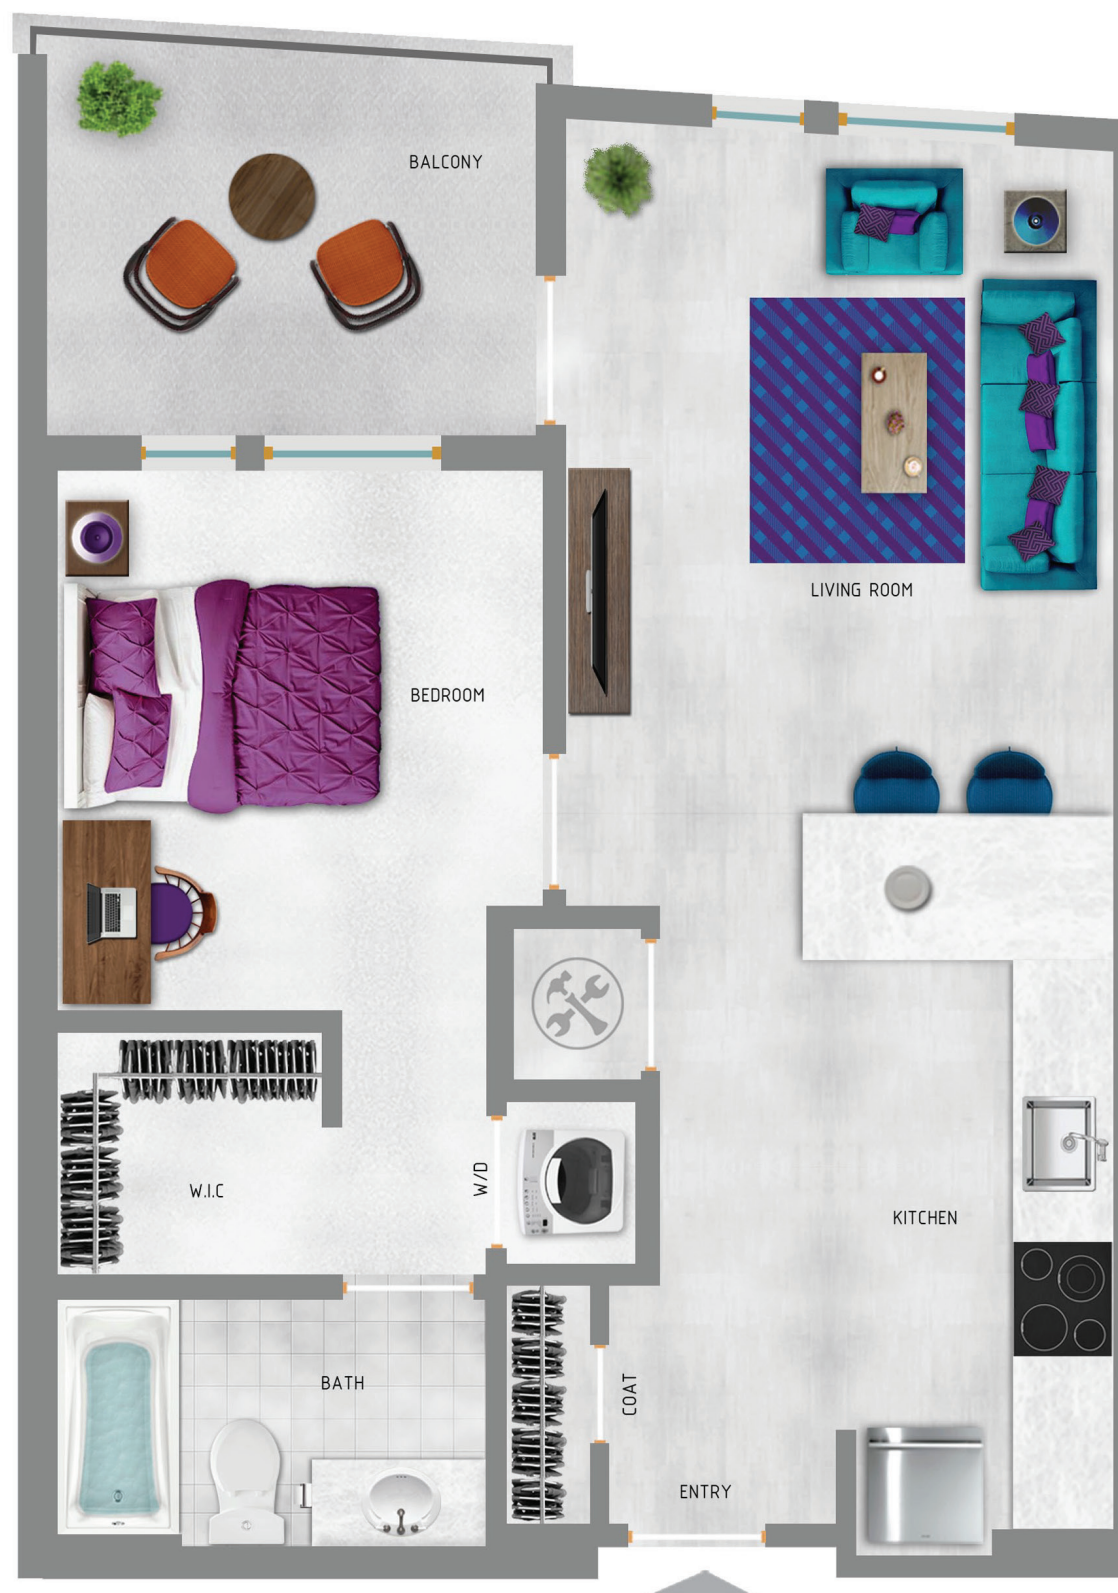 BALCONY
LIVING ROOM
BEDROOM
W.I.C
W/D
KITCHEN
BATH
COAT
ENTRY